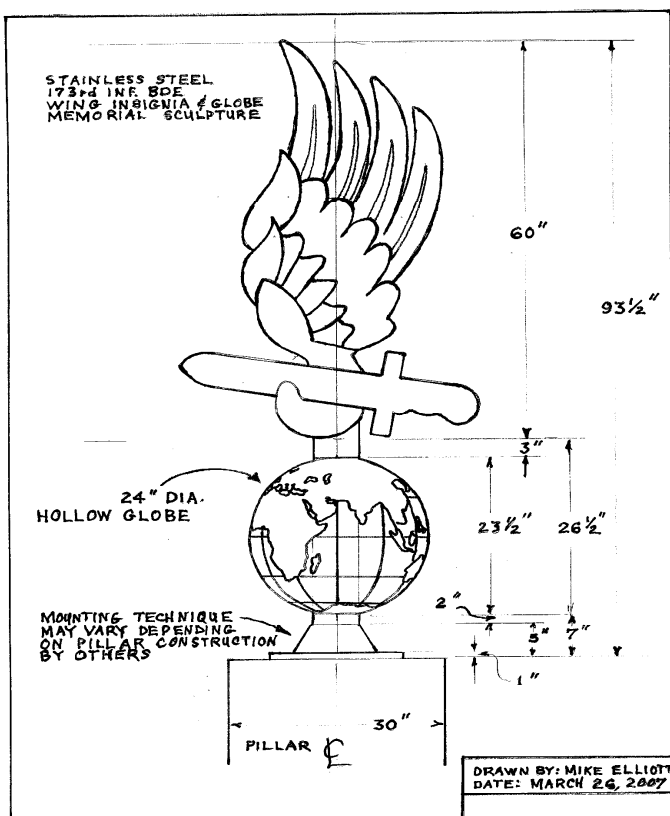 STAINLESS STEEL
173rd INF. BDE
WING INSIGNIA & GLOBE
MEMORIAL SCULPTURE
60"
93½"
3"
24" DIA.
HOLLOW GLOBE
23½"
26½"
2"
MOUNTING TECHNIQUE
MAY VARY DEPENDING
ON PILLAR CONSTRUCTION
BY OTHERS
5"
7"
1"
30"
PILLAR ℄
DRAWN BY: MIKE ELLIOTT
DATE: MARCH 26, 2007